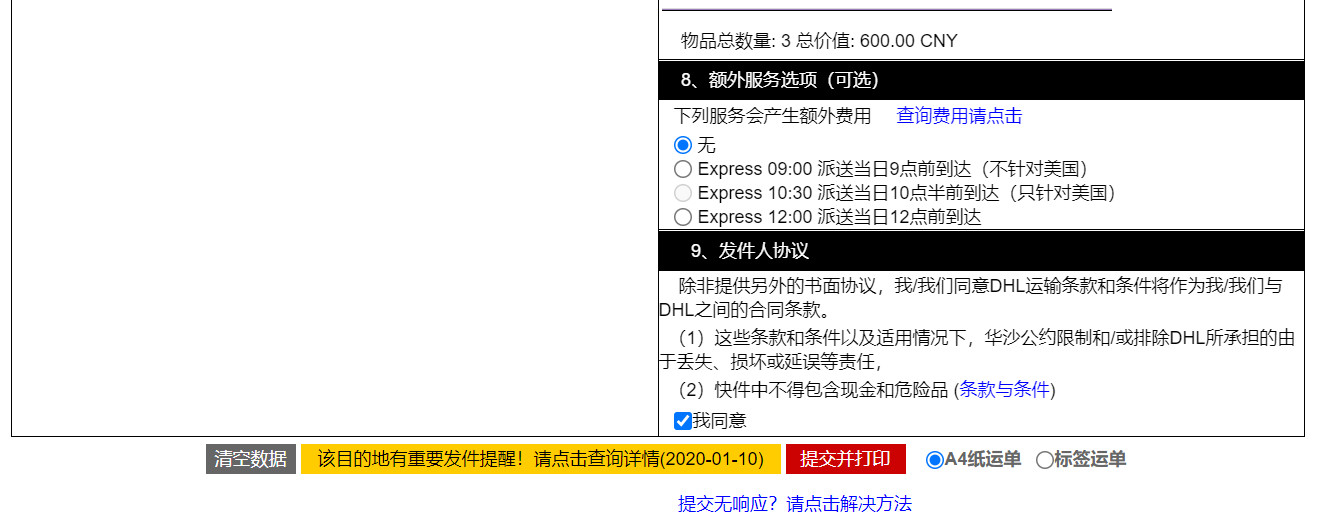 物品总数量: 3 总价值: 600.00 CNY
8、额外服务选项（可选）
下列服务会产生额外费用 查询费用请点击
无
Express 09:00 派送当日9点前到达（不针对美国）
Express 10:30 派送当日10点半前到达（只针对美国）
Express 12:00 派送当日12点前到达
9、发件人协议
除非提供另外的书面协议，我/我们同意DHL运输条款和条件将作为我/我们与
DHL之间的合同条款。
（1）这些条款和条件以及适用情况下，华沙公约限制和/或排除DHL所承担的由
于丢失、损坏或延误等责任，
（2）快件中不得包含现金和危险品 (条款与条件)
我同意
清空数据 该目的地有重要发件提醒！请点击查询详情(2020-01-10) 提交并打印 A4纸运单 标签运单
提交无响应？请点击解决方法